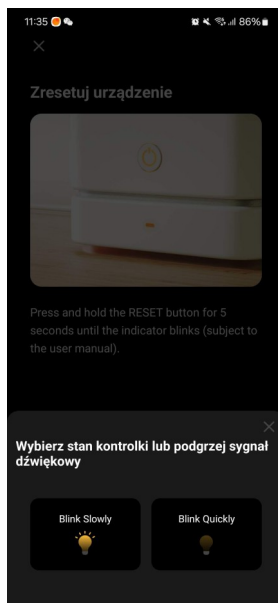 11:35 86%
Zresetuj urządzenie
Press and hold the RESET button for 5
seconds until the indicator blinks (subject to
the user manual).
Wybierz stan kontrolki lub podgrzej sygnał
dźwiękowy
Blink Slowly Blink Quickly